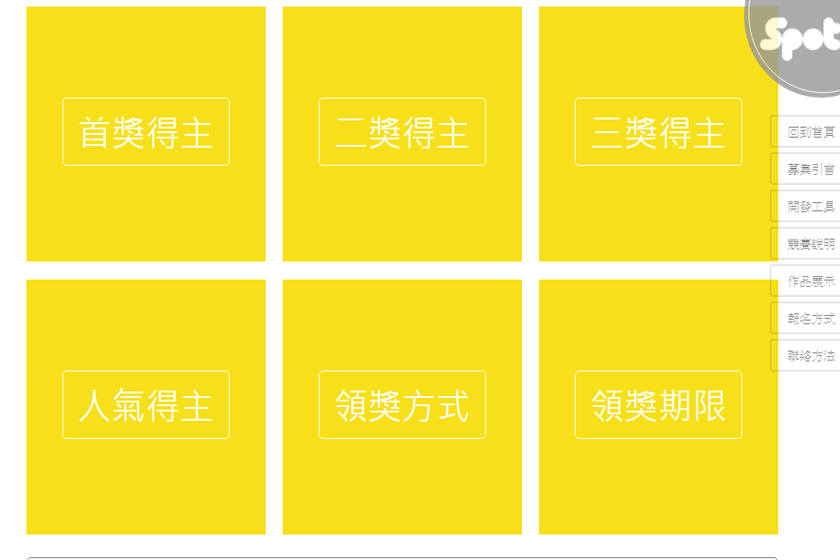 首獎得主
二獎得主
三獎得主
人氣得主
領獎方式
領獎期限
Spot
回到首頁
募集引言
開發工具
競賽說明
作品展示
報名方式
聯絡方法